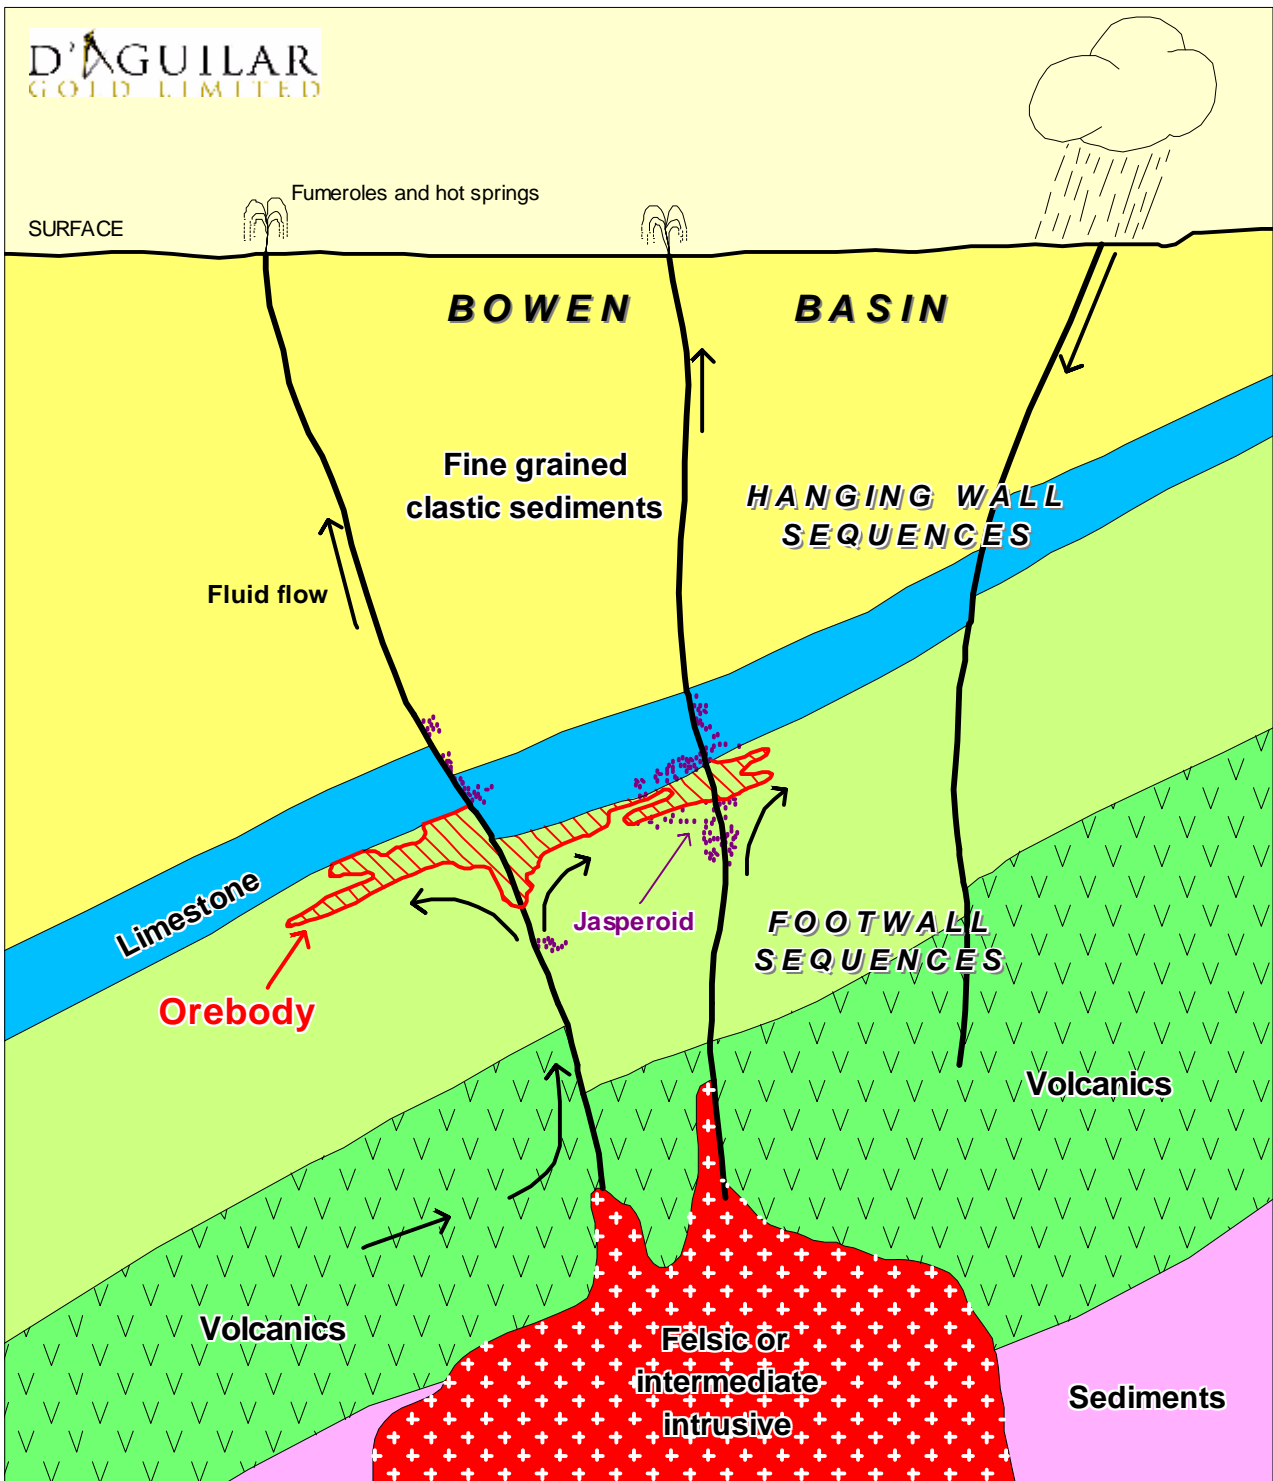 D'AGUILAR
GOLD LIMITED
Fumeroles and hot springs
SURFACE
BOWEN BASIN
Fine grained
clastic sediments
HANGING WALL
SEQUENCES
Fluid flow
Limestone
Jasperoid
FOOTWALL
SEQUENCES
Orebody
Volcanics
Volcanics
Felsic or
intermediate
intrusive
Sediments